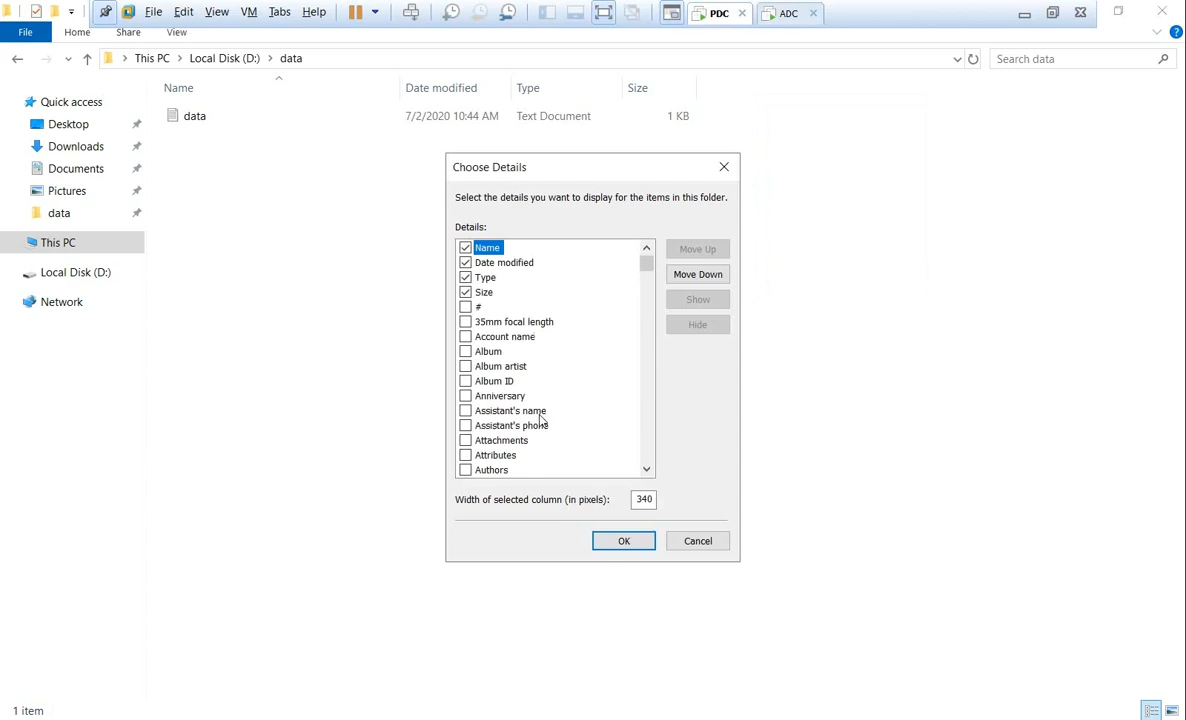 File Edit View VM Tabs Help PDC ADC
File Home Share View
This PC Local Disk (D:) data Search data
Name Date modified Type Size
Quick access
data 7/2/2020 10:44 AM Text Document 1 KB
Desktop
Downloads
Documents
Pictures
data
This PC
Local Disk (D:)
Network
Choose Details
Select the details you want to display for the items in this folder.
Details:
Name
Date modified
Type
Size
#
35mm focal length
Account name
Album
Album artist
Album ID
Anniversary
Assistant's name
Assistant's phone
Attachments
Attributes
Authors
Move Up
Move Down
Show
Hide
Width of selected column (in pixels): 340
OK Cancel
1 item